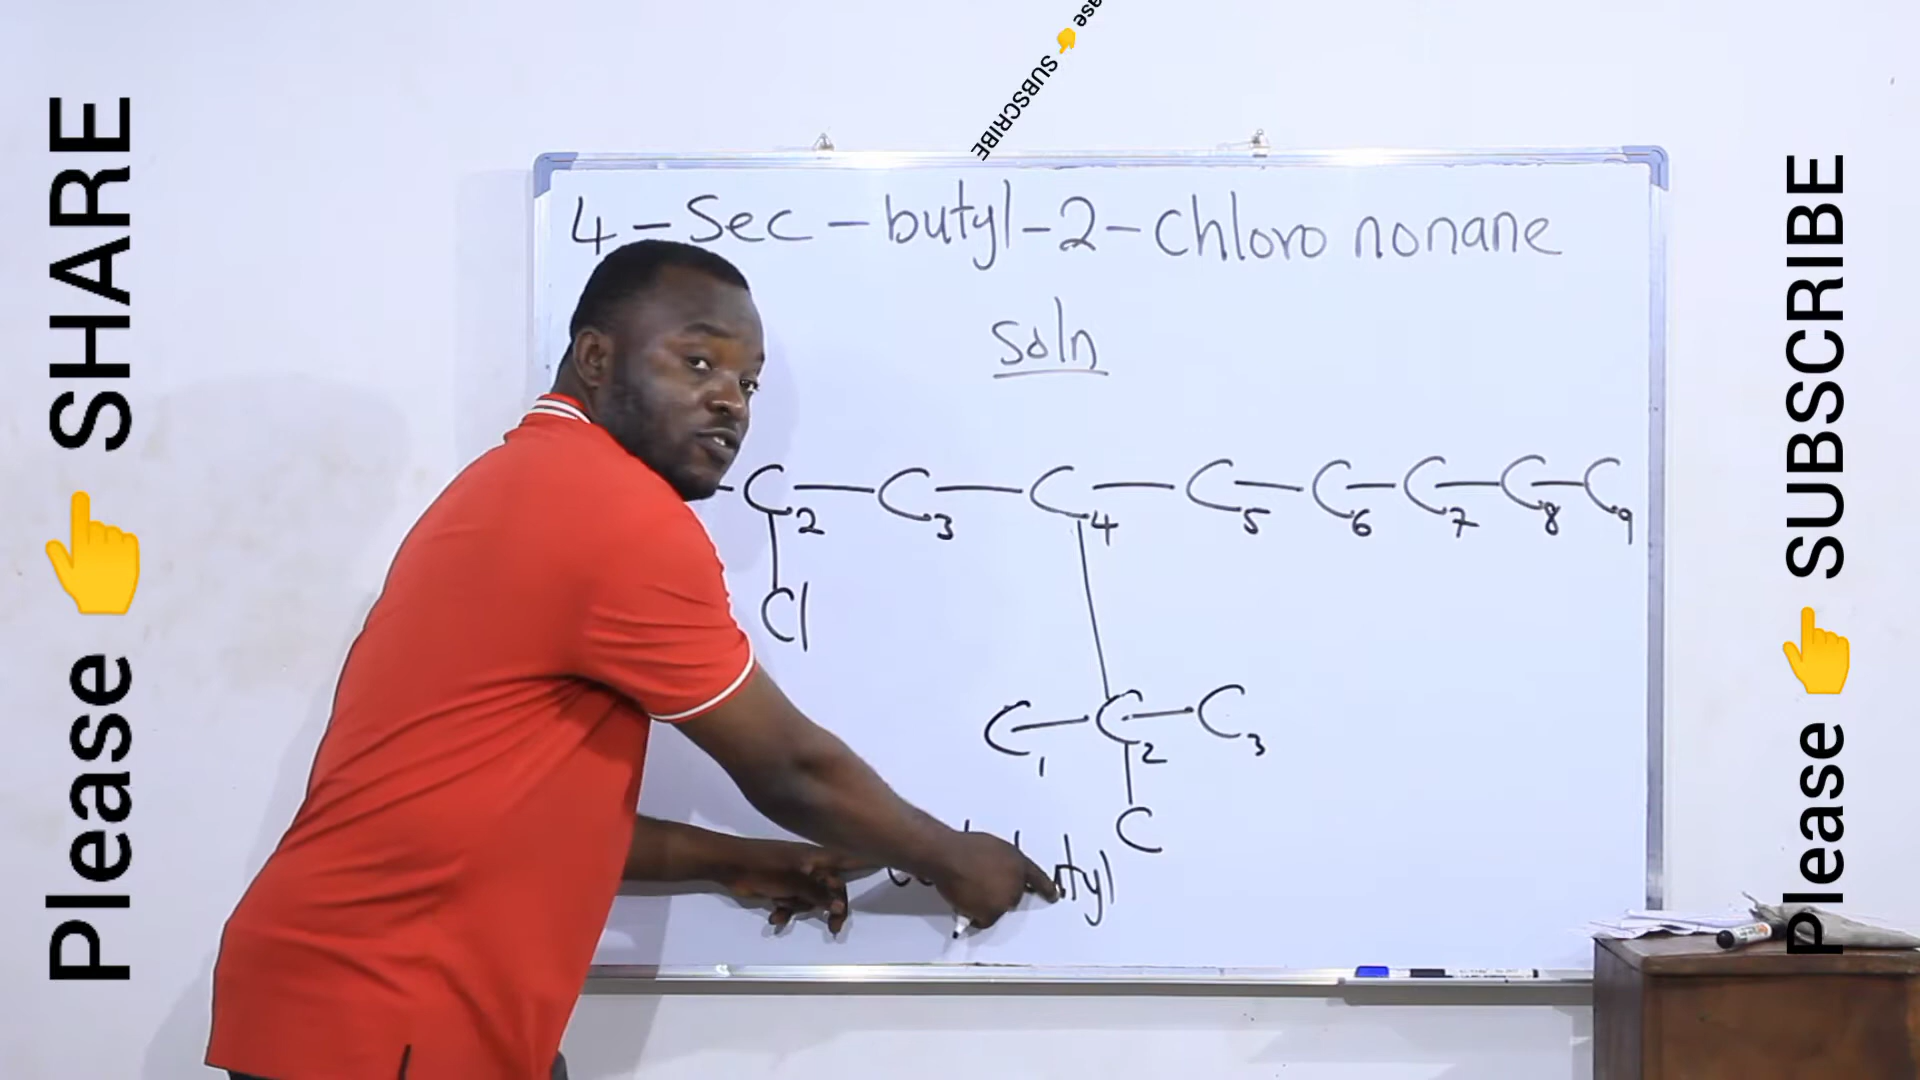 Please 👉 SHARE
SUBSCRIBE 👉
Please 👉 SUBSCRIBE
4-Sec-butyl-2-chloro nonane
soln
-C2-C3-C4-C5-C6-C7-C8-C9
Cl
C1-C2-C3
C